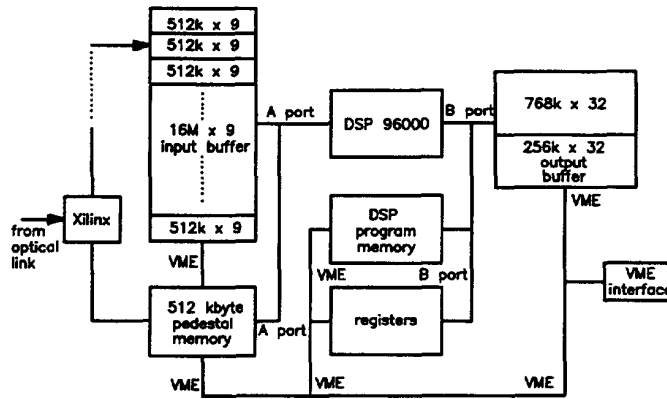 512k x 9
512k x 9
512k x 9
16M x 9
input buffer
512k x 9
A port
DSP 96000
B port
768k x 32
256k x 32
output
buffer
VME
Xilinx
from
optical
link
VME
DSP
program
memory
VME
B port
VME
interface
512 kbyte
pedestal
memory
A port
registers
VME
VME
VME